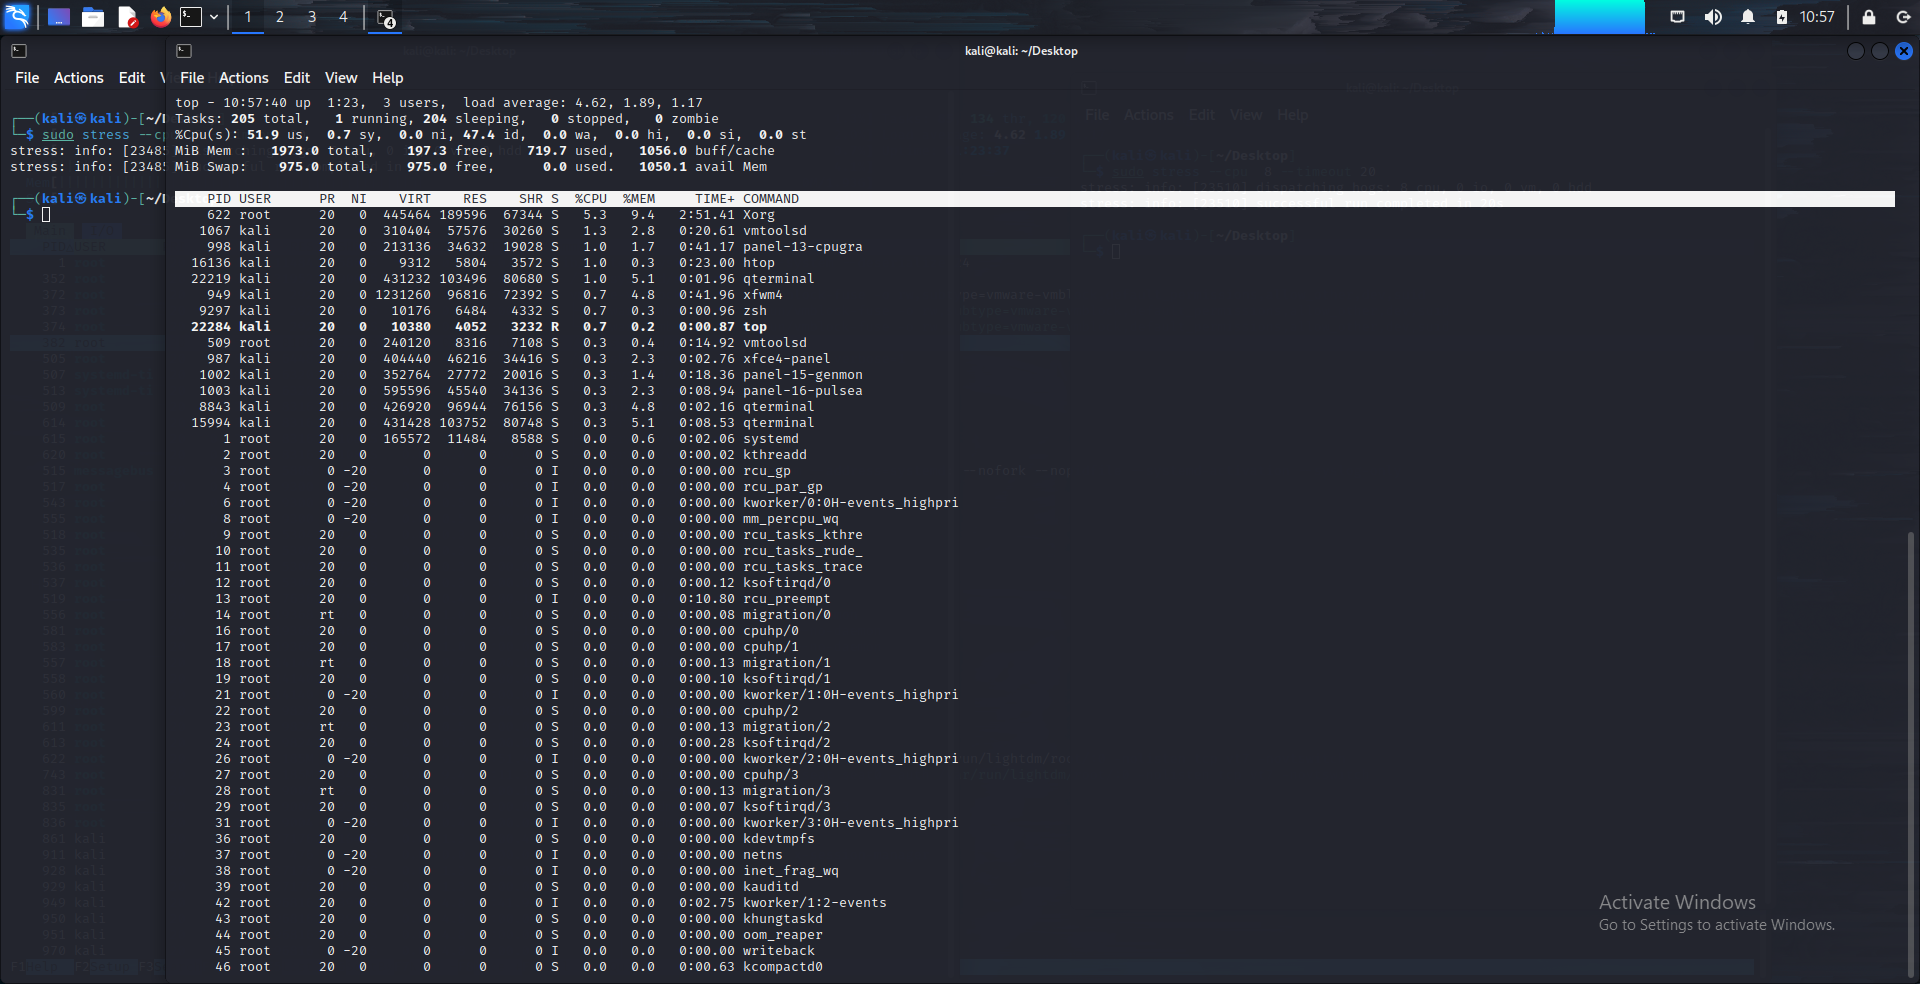 1 2 3 4 4 10:57
kali@kali: ~/Desktop
File Actions Edit V
File Actions Edit View Help
┌──(kali㉿kali)-[~/D
└─$ sudo stress --cp
stress: info: [23485
stress: info: [23485
┌──(kali㉿kali)-[~/D
└─$
top - 10:57:40 up  1:23,  3 users,  load average: 4.62, 1.89, 1.17
Tasks: 205 total,   1 running, 204 sleeping,   0 stopped,   0 zombie
%Cpu(s): 51.9 us,  0.7 sy,  0.0 ni, 47.4 id,  0.0 wa,  0.0 hi,  0.0 si,  0.0 st
MiB Mem :   1973.0 total,    197.3 free,    719.7 used,   1056.0 buff/cache
MiB Swap:    975.0 total,    975.0 free,      0.0 used.   1050.1 avail Mem
PID USER      PR  NI    VIRT    RES    SHR S  %CPU  %MEM     TIME+ COMMAND
622 root      20   0  445464 189596  67344 S   5.3   9.4   2:51.41 Xorg
1067 kali      20   0  310404  57576  30260 S   1.3   2.8   0:20.61 vmtoolsd
998 kali      20   0  213136  34632  19028 S   1.0   1.7   0:41.17 panel-13-cpugra
16136 kali      20   0    9312   5804   3572 S   1.0   0.3   0:23.00 htop
22219 kali      20   0  431232 103496  80680 S   1.0   5.1   0:01.96 qterminal
949 kali      20   0 1231260  96816  72392 S   0.7   4.8   0:41.96 xfwm4
9297 kali      20   0   10176   6484   4332 S   0.7   0.3   0:00.96 zsh
22284 kali      20   0   10380   4052   3232 R   0.7   0.2   0:00.87 top
509 root      20   0  240120   8316   7108 S   0.3   0.4   0:14.92 vmtoolsd
987 kali      20   0  404440  46216  34416 S   0.3   2.3   0:02.76 xfce4-panel
1002 kali      20   0  352764  27772  20016 S   0.3   1.4   0:18.36 panel-15-genmon
1003 kali      20   0  595596  45540  34136 S   0.3   2.3   0:08.94 panel-16-pulsea
8843 kali      20   0  426920  96944  76156 S   0.3   4.8   0:02.16 qterminal
15994 kali      20   0  431428 103752  80748 S   0.3   5.1   0:08.53 qterminal
1 root      20   0  165572  11484   8588 S   0.0   0.6   0:02.06 systemd
2 root      20   0       0      0      0 S   0.0   0.0   0:00.02 kthreadd
3 root       0 -20       0      0      0 I   0.0   0.0   0:00.00 rcu_gp
4 root       0 -20       0      0      0 I   0.0   0.0   0:00.00 rcu_par_gp
6 root       0 -20       0      0      0 I   0.0   0.0   0:00.00 kworker/0:0H-events_highpri
8 root       0 -20       0      0      0 I   0.0   0.0   0:00.00 mm_percpu_wq
9 root      20   0       0      0      0 S   0.0   0.0   0:00.00 rcu_tasks_kthre
10 root      20   0       0      0      0 S   0.0   0.0   0:00.00 rcu_tasks_rude_
11 root      20   0       0      0      0 S   0.0   0.0   0:00.00 rcu_tasks_trace
12 root      20   0       0      0      0 S   0.0   0.0   0:00.12 ksoftirqd/0
13 root      20   0       0      0      0 I   0.0   0.0   0:10.80 rcu_preempt
14 root      rt   0       0      0      0 S   0.0   0.0   0:00.08 migration/0
16 root      20   0       0      0      0 S   0.0   0.0   0:00.00 cpuhp/0
17 root      20   0       0      0      0 S   0.0   0.0   0:00.00 cpuhp/1
18 root      rt   0       0      0      0 S   0.0   0.0   0:00.13 migration/1
19 root      20   0       0      0      0 S   0.0   0.0   0:00.10 ksoftirqd/1
21 root       0 -20       0      0      0 I   0.0   0.0   0:00.00 kworker/1:0H-events_highpri
22 root      20   0       0      0      0 S   0.0   0.0   0:00.00 cpuhp/2
23 root      rt   0       0      0      0 S   0.0   0.0   0:00.13 migration/2
24 root      20   0       0      0      0 S   0.0   0.0   0:00.28 ksoftirqd/2
26 root       0 -20       0      0      0 I   0.0   0.0   0:00.00 kworker/2:0H-events_highpri
27 root      20   0       0      0      0 S   0.0   0.0   0:00.00 cpuhp/3
28 root      rt   0       0      0      0 S   0.0   0.0   0:00.13 migration/3
29 root      20   0       0      0      0 S   0.0   0.0   0:00.07 ksoftirqd/3
31 root       0 -20       0      0      0 I   0.0   0.0   0:00.00 kworker/3:0H-events_highpri
36 root      20   0       0      0      0 S   0.0   0.0   0:00.00 kdevtmpfs
37 root       0 -20       0      0      0 I   0.0   0.0   0:00.00 netns
38 root       0 -20       0      0      0 I   0.0   0.0   0:00.00 inet_frag_wq
39 root      20   0       0      0      0 S   0.0   0.0   0:00.00 kauditd
42 root      20   0       0      0      0 I   0.0   0.0   0:02.75 kworker/1:2-events
43 root      20   0       0      0      0 S   0.0   0.0   0:00.00 khungtaskd
44 root      20   0       0      0      0 S   0.0   0.0   0:00.00 oom_reaper
45 root       0 -20       0      0      0 I   0.0   0.0   0:00.00 writeback
46 root      20   0       0      0      0 S   0.0   0.0   0:00.63 kcompactd0
Activate Windows
Go to Settings to activate Windows.